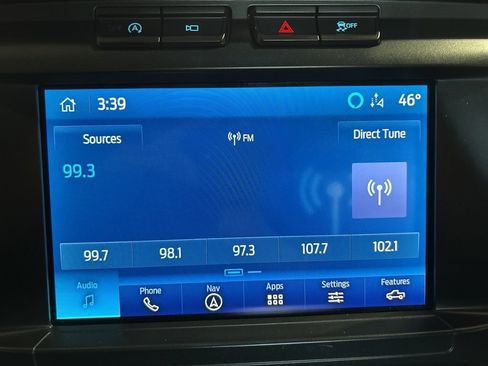 OFF
3:39
46°
Sources
FM
Direct Tune
99.3
99.7 98.1 97.3 107.7 102.1
Audio Phone Nav Apps Settings Features